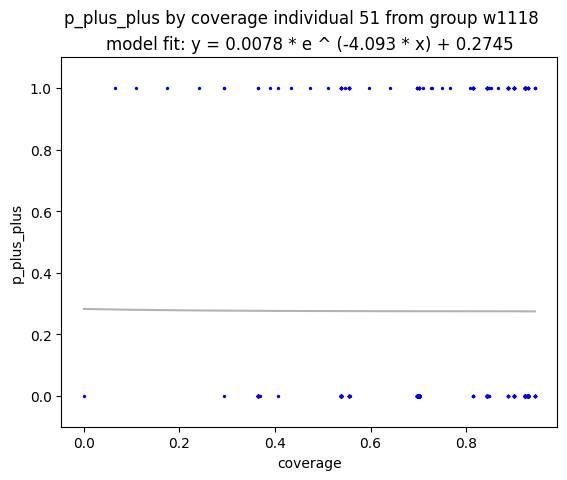 p_plus_plus by coverage individual 51 from group w1118
model fit: y = 0.0078 * e ^ (-4.093 * x) + 0.2745
1.0
0.8
0.6
0.4
0.2
0.0
p_plus_plus
0.0 0.2 0.4 0.6 0.8
coverage